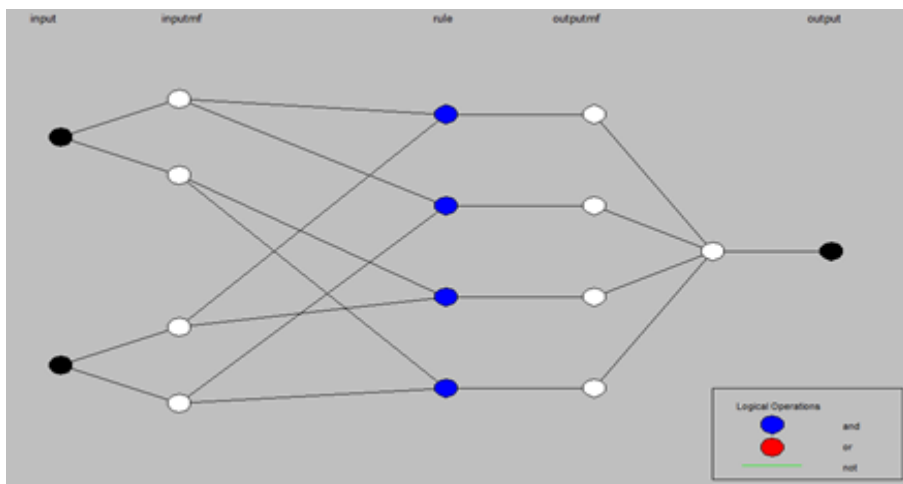 input inputmf rule outputmf output
Logical Operations
and
or
not